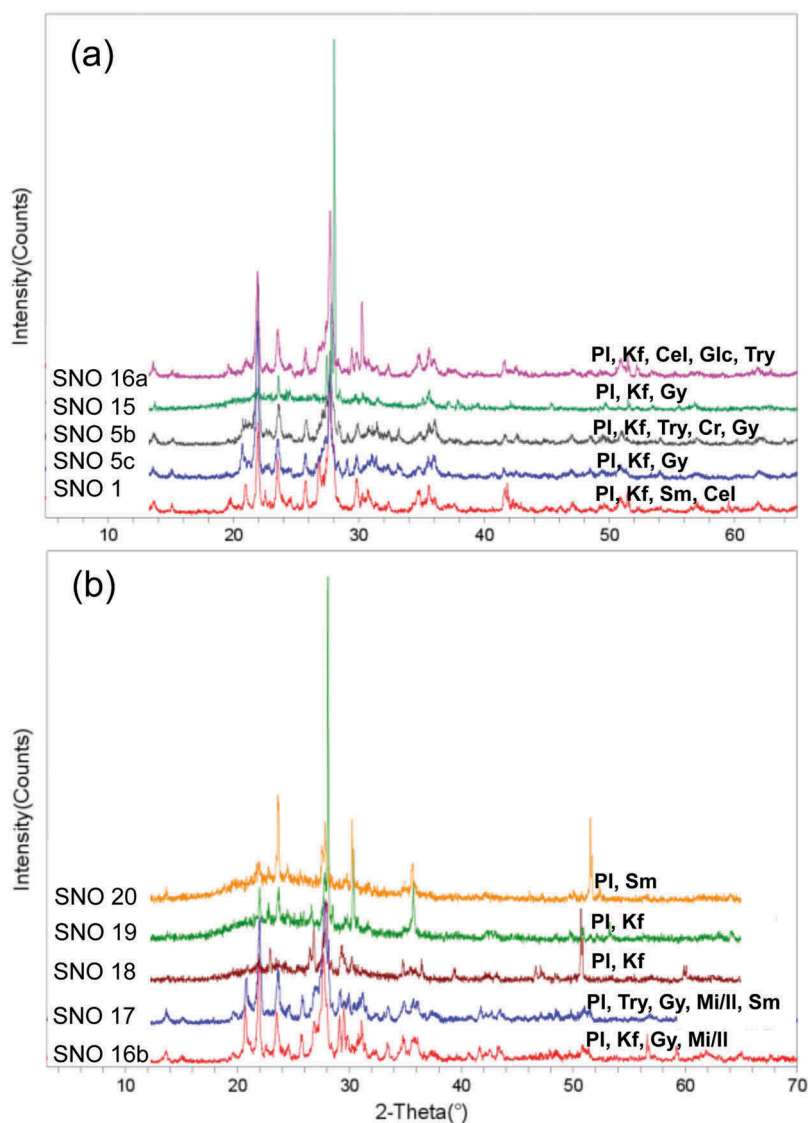 (a)
Intensity(Counts)
SNO 16a
Pl, Kf, Cel, Glc, Try
SNO 15
Pl, Kf, Gy
SNO 5b
Pl, Kf, Try, Cr, Gy
SNO 5c
Pl, Kf, Gy
SNO 1
Pl, Kf, Sm, Cel
10 20 30 40 50 60
(b)
Intensity(Counts)
SNO 20
Pl, Sm
SNO 19
Pl, Kf
SNO 18
Pl, Kf
SNO 17
Pl, Try, Gy, Mi/Il, Sm
SNO 16b
Pl, Kf, Gy, Mi/Il
10 20 30 40 50 60 70
2-Theta(°)